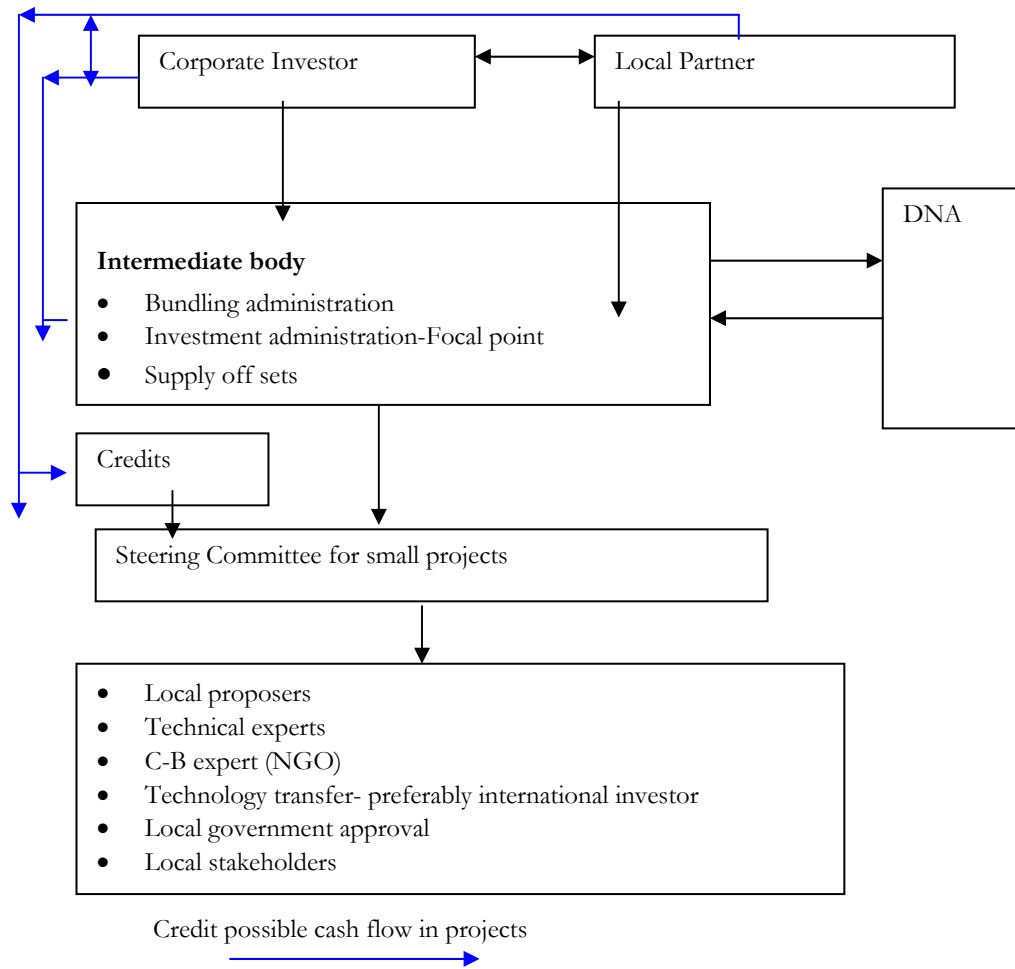 Corporate Investor
Local Partner
DNA
Intermediate body
• Bundling administration
• Investment administration-Focal point
• Supply off sets
Credits
Steering Committee for small projects
• Local proposers
• Technical experts
• C-B expert (NGO)
• Technology transfer- preferably international investor
• Local government approval
• Local stakeholders
Credit possible cash flow in projects